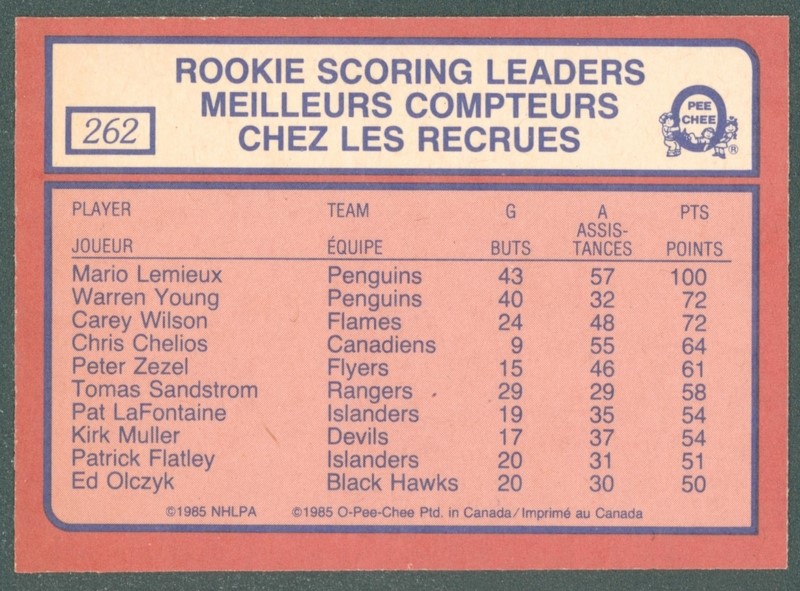 ROOKIE SCORING LEADERS
MEILLEURS COMPTEURS
CHEZ LES RECRUES
262
PEE
CHEE
®
PLAYER TEAM G A PTS
ASSIS-
JOUEUR ÉQUIPE BUTS TANCES POINTS
Mario Lemieux Penguins 43 57 100
Warren Young Penguins 40 32 72
Carey Wilson Flames 24 48 72
Chris Chelios Canadiens 9 55 64
Peter Zezel Flyers 15 46 61
Tomas Sandstrom Rangers 29 29 58
Pat LaFontaine Islanders 19 35 54
Kirk Muller Devils 17 37 54
Patrick Flatley Islanders 20 31 51
Ed Olczyk Black Hawks 20 30 50
©1985 NHLPA ©1985 O-Pee-Chee Ptd. in Canada/Imprimé au Canada